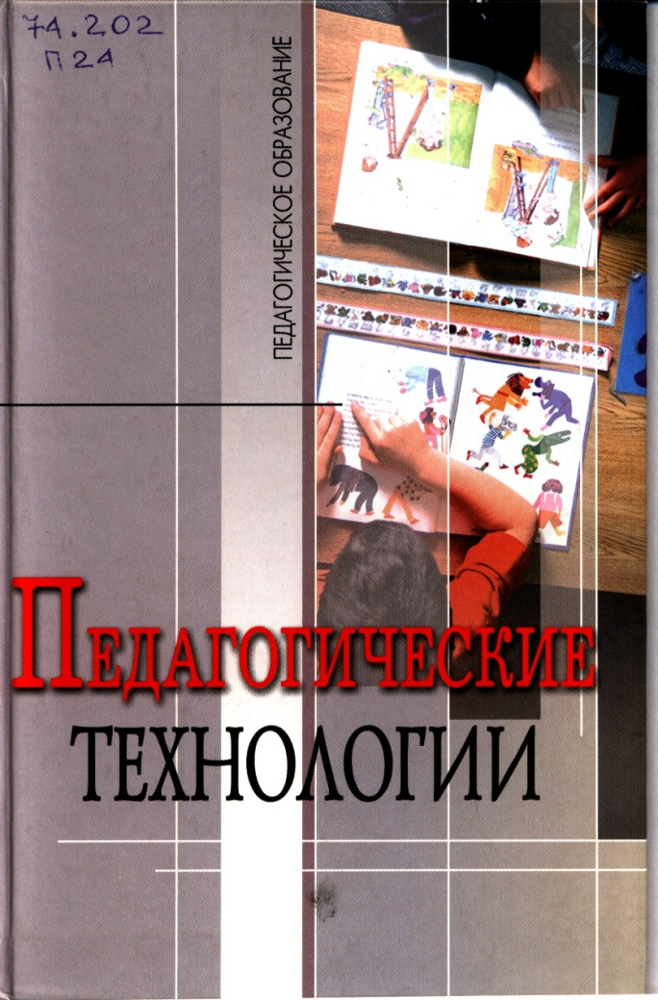 74.202
П24
ПЕДАГОГИЧЕСКОЕ ОБРАЗОВАНИЕ
ПЕДАГОГИЧЕСКИЕ
ТЕХНОЛОГИИ